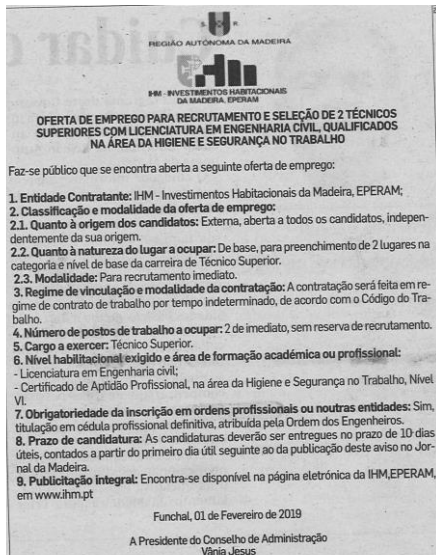 S. R.
REGIÃO AUTÓNOMA DA MADEIRA
IHM - INVESTIMENTOS HABITACIONAIS
DA MADEIRA, EPERAM
OFERTA DE EMPREGO PARA RECRUTAMENTO E SELEÇÃO DE 2 TÉCNICOS
SUPERIORES COM LICENCIATURA EM ENGENHARIA CÍVIL, QUALIFICADOS
NA ÁREA DA HIGIENE E SEGURANÇA NO TRABALHO
Faz-se público que se encontra aberta a seguinte oferta de emprego:
1. Entidade Contratante: IHM - Investimentos Habitacionais da Madeira, EPERAM;
2. Classificação e modalidade da oferta de emprego:
2.1. Quanto à origem dos candidatos: Externa, aberta a todos os candidatos, indepen-
dentemente da sua origem.
2.2. Quanto à natureza do lugar a ocupar: De base, para preenchimento de 2 lugares na
categoria e nível de base da carreira de Técnico Superior.
2.3. Modalidade: Para recrutamento imediato.
3. Regime de vinculação e modalidade da contratação: A contratação será feita em re-
gime de contrato de trabalho por tempo indeterminado, de acordo com o Código do Tra-
balho.
4. Número de postos de trabalho a ocupar: 2 de imediato, sem reserva de recrutamento.
5. Cargo a exercer: Técnico Superior.
6. Nível habilitacional exigido e área de formação académica ou profissional:
- Licenciatura em Engenharia civil;
- Certificado de Aptidão Profissional, na área da Higiene e Segurança no Trabalho, Nível
VI.
7. Obrigatoriedade da inscrição em ordens profissionais ou noutras entidades: Sim,
titulação em cédula profissional definitiva, atribuída pela Ordem dos Engenheiros.
8. Prazo de candidatura: As candidaturas deverão ser entregues no prazo de 10 dias
úteis, contados a partir do primeiro dia útil seguinte ao da publicação deste aviso no Jor-
nal da Madeira.
9. Publicitação integral: Encontra-se disponível na página eletrónica da IHM,EPERAM,
em www.ihm.pt
Funchal, 01 de Fevereiro de 2019
A Presidente do Conselho de Administração
Vânia Jesus